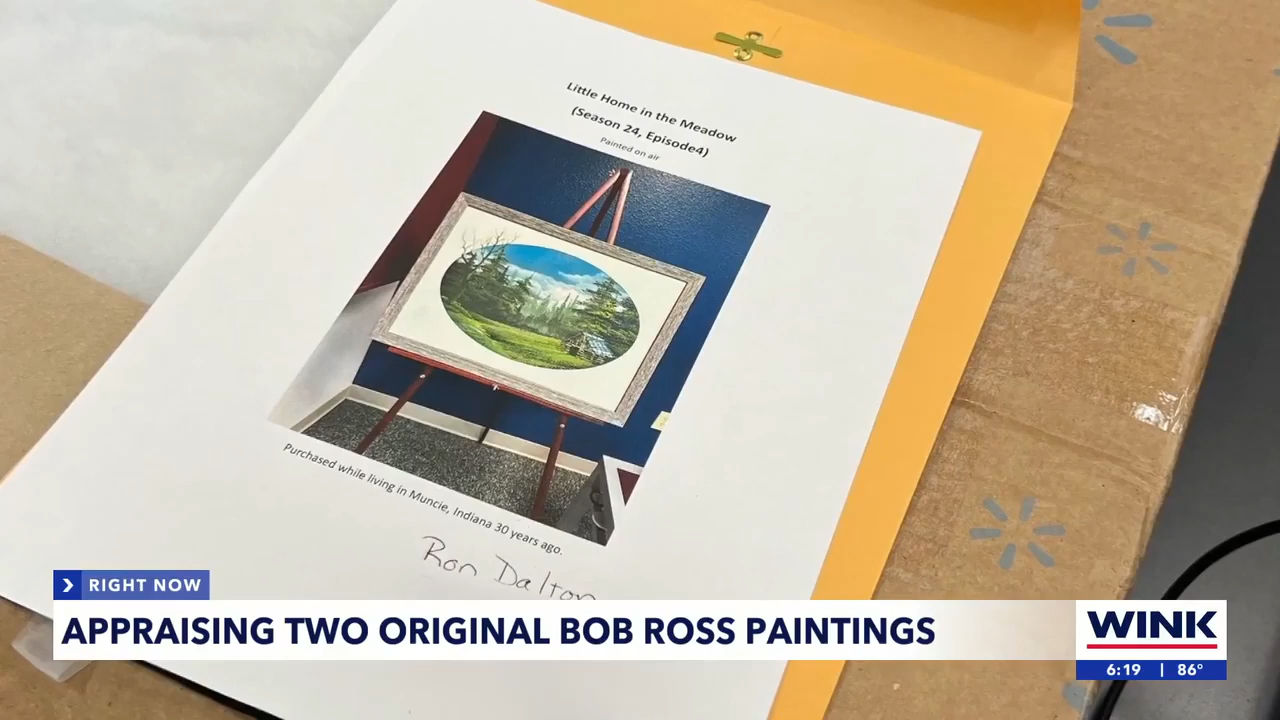 Little Home in the Meadow
(Season 24, Episode4)
Painted on air
Purchased while living in Muncie, Indiana 30 years ago.
Ron Dalton
RIGHT NOW
APPRAISING TWO ORIGINAL BOB ROSS PAINTINGS
WINK
6:19 | 86°